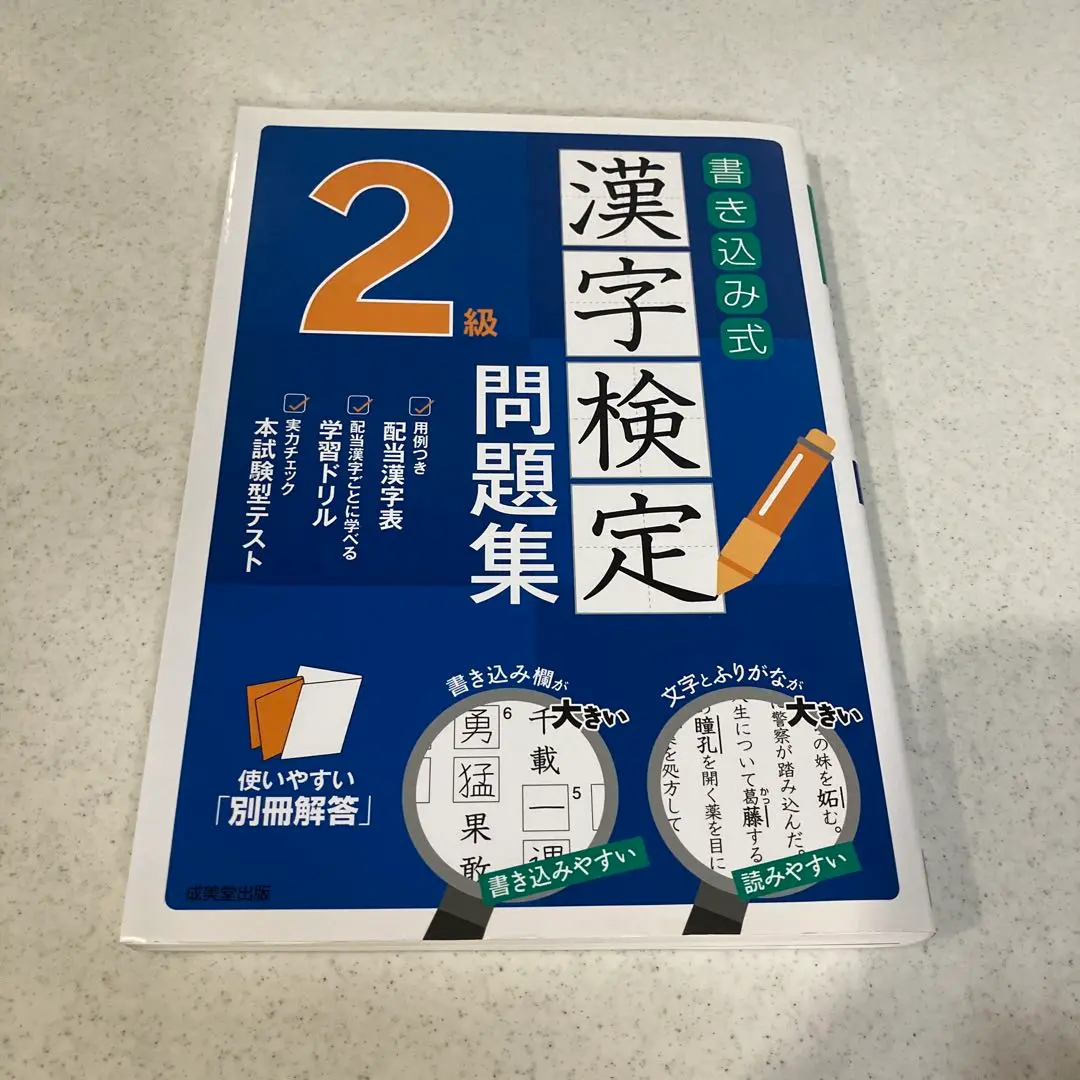 書き込み式
漢字検定
2級
問題集
用例つき
配当漢字表
配当漢字ごとに学べる
学習ドリル
実力チェック
本試験型テスト
使いやすい
「別冊解答」
書き込み欄が
大きい
6
勇猛果敢
5
千載一遇
書き込みやすい
文字とふりがなが
大きい
の妹を妬む。
警察が踏み込んだ。
生について葛藤する
かっ
瞳孔を開く薬を目に
を処方して
読みやすい
成美堂出版